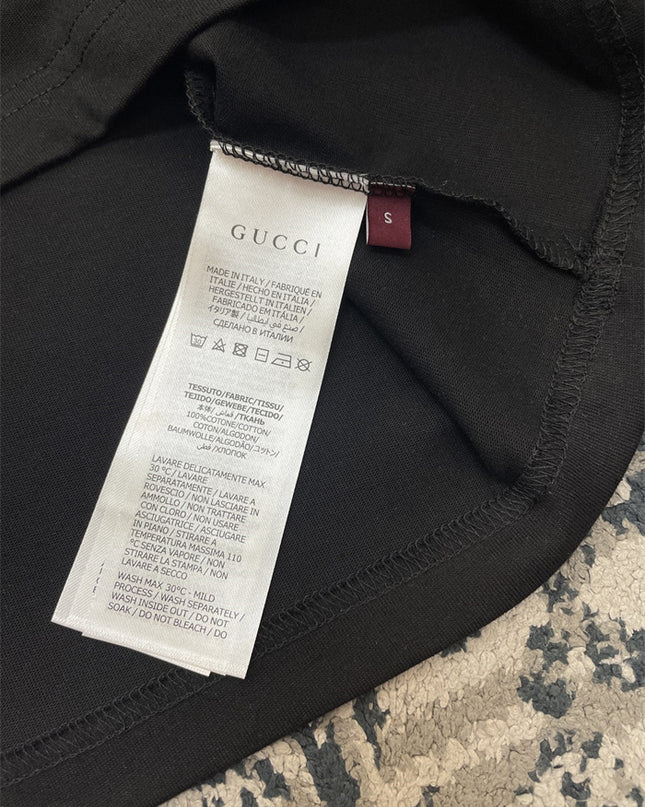 GUCCI
S
MADE IN ITALY / FABRIQUÉ EN
ITALIE / HECHO EN ITALIA /
HERGESTELLT IN ITALIEN /
FABRICADO EM ITÁLIA /
イタリア製 / صنع في إيطاليا /
СДЕЛАНО В ИТАЛИИ
30
TESSUTO/FABRIC/TISSU/
TEJIDO/GEWEBE/TECIDO/
本体/ قماش /ТКАНЬ
100%COTONE/COTTON/
COTON/ALGODON/
BAUMWOLLE/ALGODÃO/コットン/
قطن /ХЛОПОК
LAVARE DELICATAMENTE MAX.
30 °C / LAVARE
SEPARATAMENTE / LAVARE A
ROVESCIO / NON LASCIARE IN
AMMOLLO / NON TRATTARE
CON CLORO / NON USARE
ASCIUGATRICE / ASCIUGARE
IN PIANO / STIRARE A
TEMPERATURA MASSIMA 110
°C SENZA VAPORE / NON
STIRARE LA STAMPA / NON
LAVARE A SECCO
WASH MAX 30°C - MILD
PROCESS / WASH SEPARATELY /
WASH INSIDE OUT / DO NOT
SOAK / DO NOT BLEACH / DO